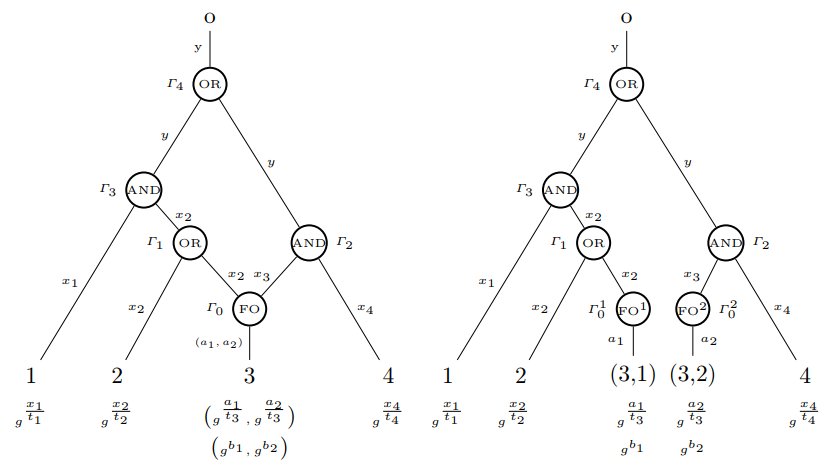 O O
y y
Γ4 OR Γ4 OR
y y y y
Γ3 AND Γ3 AND
x2 x2
Γ1 OR AND Γ2 Γ1 OR AND Γ2
x1 x2 x2 x3 x4 x1 x2 x2 x3 x4
Γ0 FO Γ_0^1 FO^1 FO^2 Γ_0^2
(a1, a2) a1 a2
1 2 3 4 1 2 (3,1) (3,2) 4
g^{x1/t1} g^{x2/t2} (g^{a1/t3}, g^{a2/t3}) g^{x4/t4} g^{x1/t1} g^{x2/t2} g^{a1/t3} g^{a2/t3} g^{x4/t4}
(g^{b1}, g^{b2}) g^{b1} g^{b2}